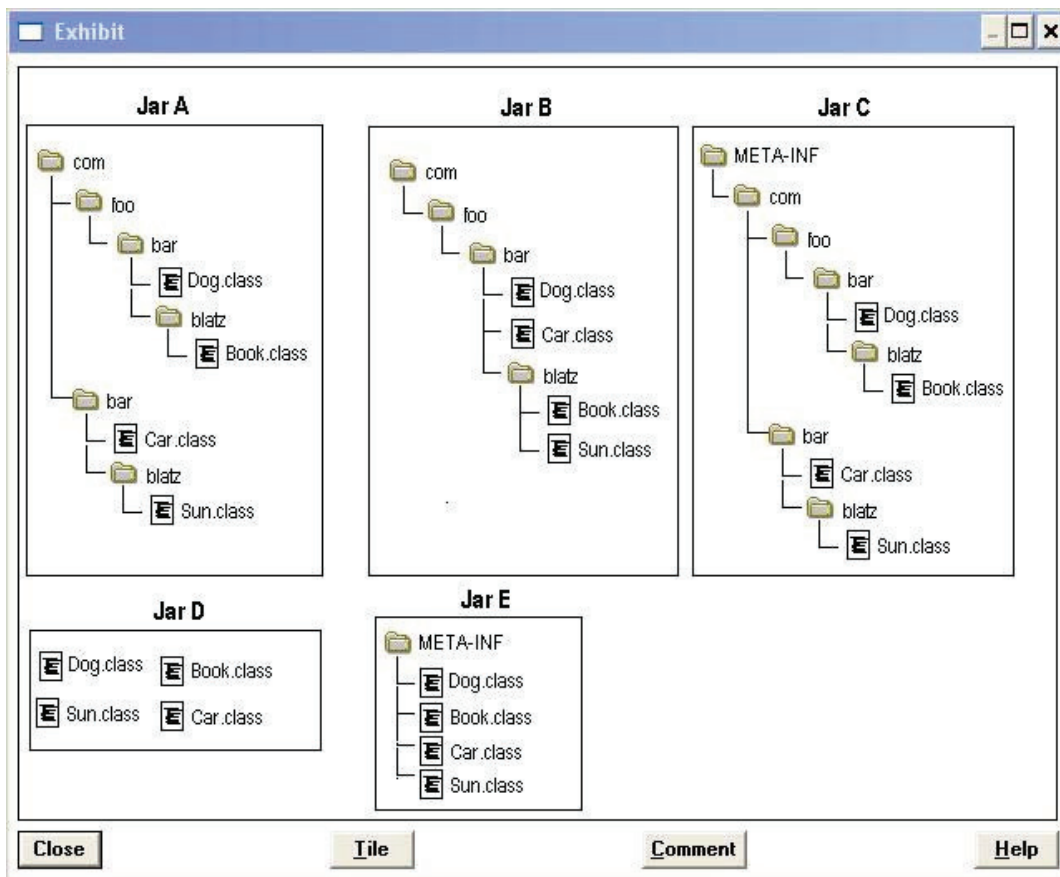 Exhibit
Jar A
com
foo
bar
Dog.class
blatz
Book.class
bar
Car.class
blatz
Sun.class
Jar B
com
foo
bar
Dog.class
Car.class
blatz
Book.class
Sun.class
Jar C
META-INF
com
foo
bar
Dog.class
blatz
Book.class
bar
Car.class
blatz
Sun.class
Jar D
Dog.class
Book.class
Sun.class
Car.class
Jar E
META-INF
Dog.class
Book.class
Car.class
Sun.class
Close
Tile
Comment
Help